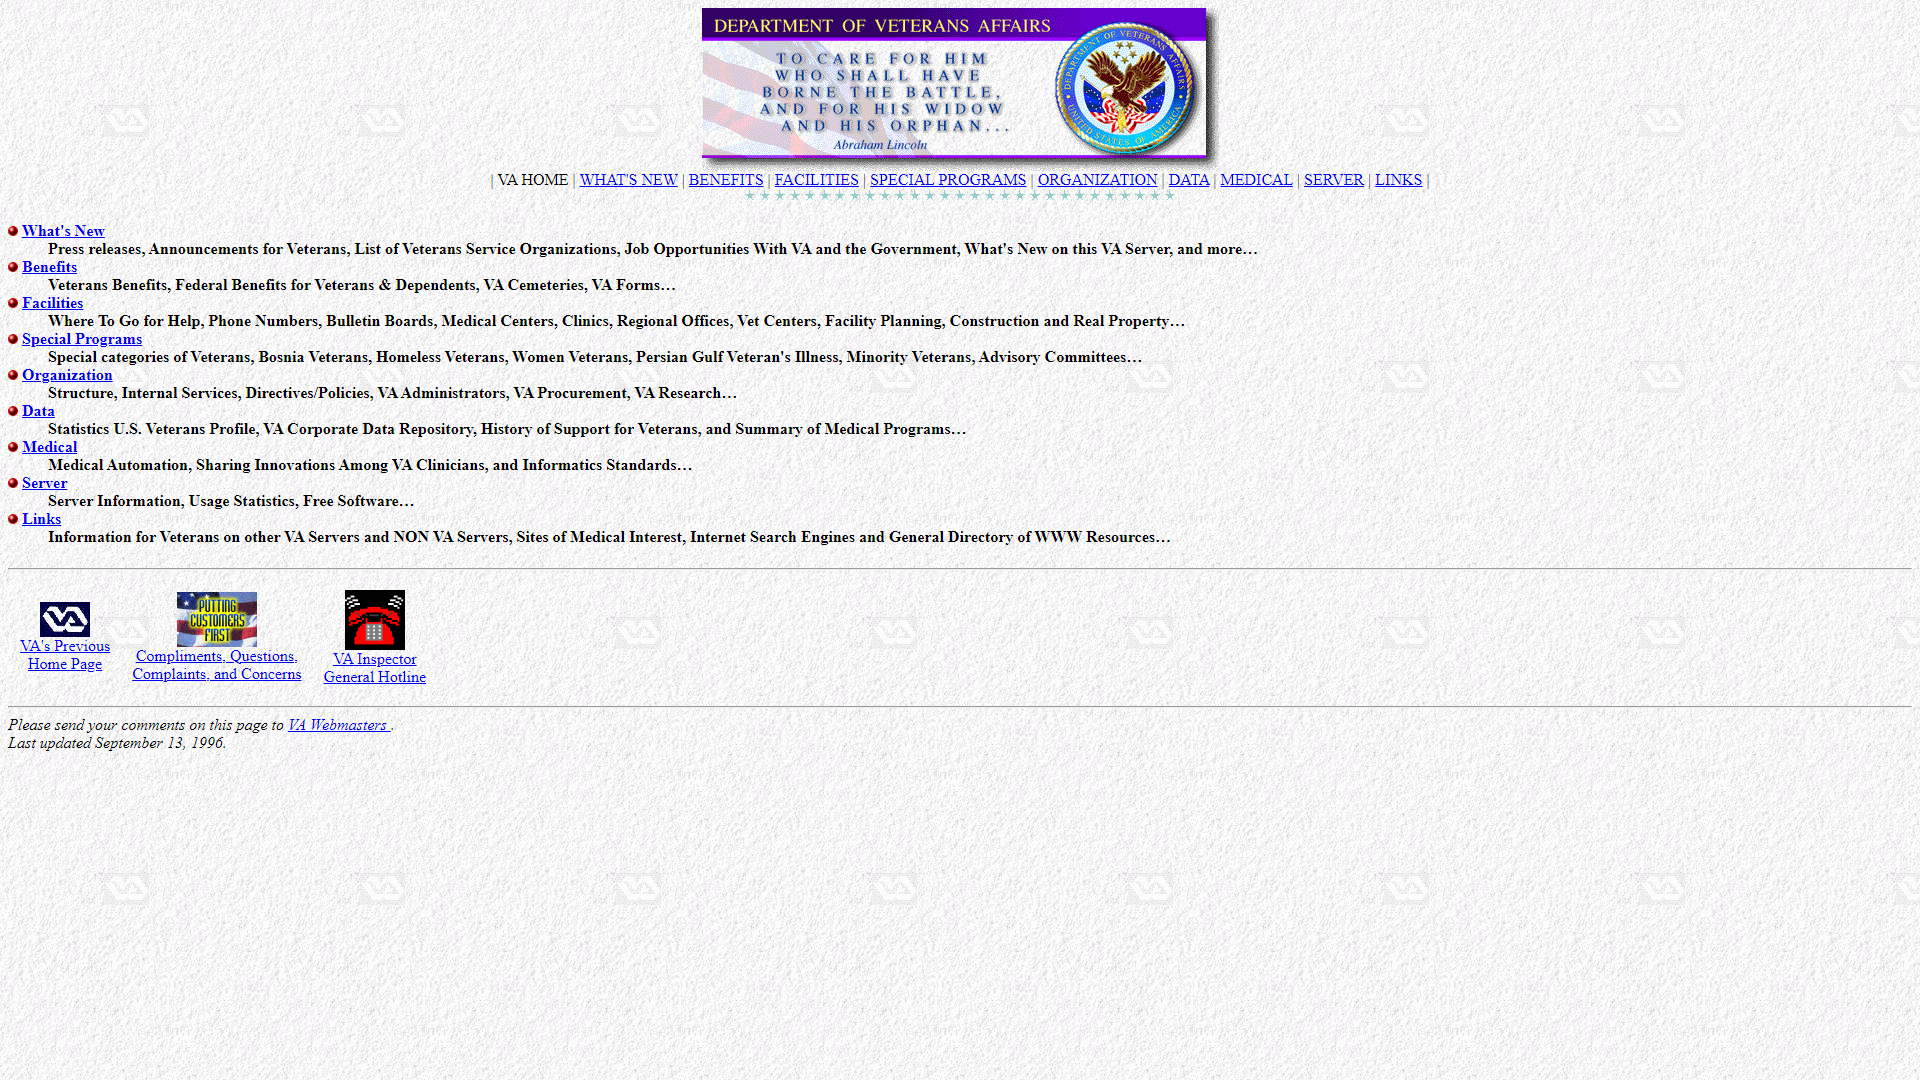 DEPARTMENT OF VETERANS AFFAIRS
TO CARE FOR HIM
WHO SHALL HAVE
BORNE THE BATTLE,
AND FOR HIS WIDOW
AND HIS ORPHAN...
Abraham Lincoln
DEPARTMENT OF VETERANS AFFAIRS
UNITED STATES OF AMERICA
| VA HOME | WHAT'S NEW | BENEFITS | FACILITIES | SPECIAL PROGRAMS | ORGANIZATION | DATA | MEDICAL | SERVER | LINKS |
What's New
Press releases, Announcements for Veterans, List of Veterans Service Organizations, Job Opportunities With VA and the Government, What's New on this VA Server, and more…
Benefits
Veterans Benefits, Federal Benefits for Veterans & Dependents, VA Cemeteries, VA Forms…
Facilities
Where To Go for Help, Phone Numbers, Bulletin Boards, Medical Centers, Clinics, Regional Offices, Vet Centers, Facility Planning, Construction and Real Property…
Special Programs
Special categories of Veterans, Bosnia Veterans, Homeless Veterans, Women Veterans, Persian Gulf Veteran's Illness, Minority Veterans, Advisory Committees…
Organization
Structure, Internal Services, Directives/Policies, VA Administrators, VA Procurement, VA Research…
Data
Statistics U.S. Veterans Profile, VA Corporate Data Repository, History of Support for Veterans, and Summary of Medical Programs…
Medical
Medical Automation, Sharing Innovations Among VA Clinicians, and Informatics Standards…
Server
Server Information, Usage Statistics, Free Software…
Links
Information for Veterans on other VA Servers and NON VA Servers, Sites of Medical Interest, Internet Search Engines and General Directory of WWW Resources…
VA
VA's Previous
Home Page
PUTTING
CUSTOMERS
FIRST
Compliments, Questions,
Complaints, and Concerns
VA Inspector
General Hotline
Please send your comments on this page to VA Webmasters .
Last updated September 13, 1996.